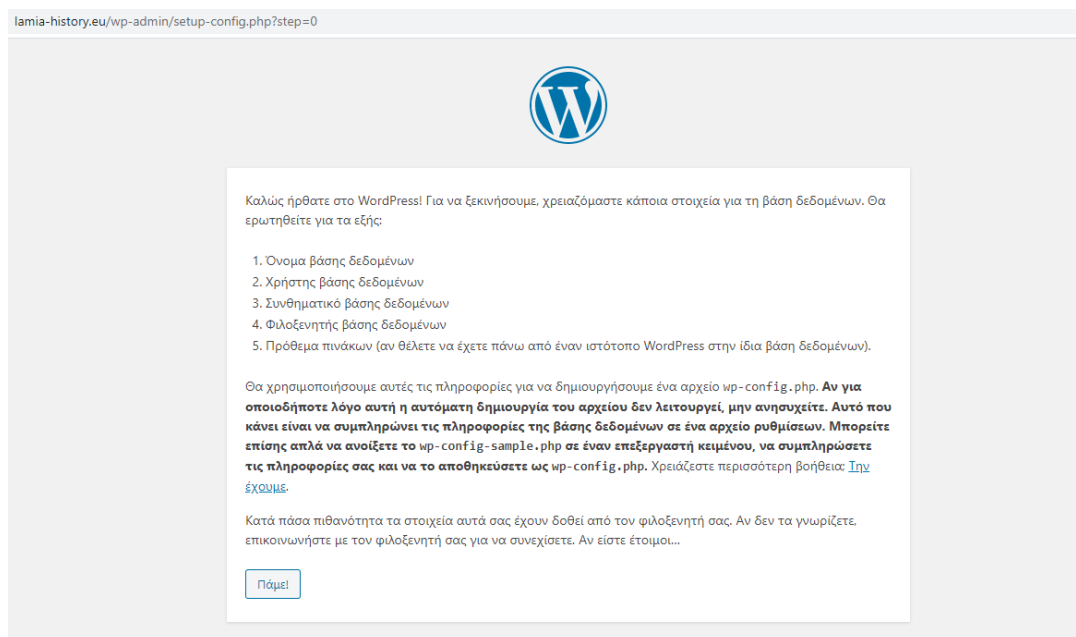 lamia-history.eu/wp-admin/setup-config.php?step=0
Καλώς ήρθατε στο WordPress! Για να ξεκινήσουμε, χρειαζόμαστε κάποια στοιχεία για τη βάση δεδομένων. Θα
ερωτηθείτε για τα εξής:
1. Όνομα βάσης δεδομένων
2. Χρήστης βάσης δεδομένων
3. Συνθηματικό βάσης δεδομένων
4. Φιλοξενητής βάσης δεδομένων
5. Πρόθεμα πινάκων (αν θέλετε να έχετε πάνω από έναν ιστότοπο WordPress στην ίδια βάση δεδομένων).
Θα χρησιμοποιήσουμε αυτές τις πληροφορίες για να δημιουργήσουμε ένα αρχείο wp-config.php. Αν για
οποιοδήποτε λόγο αυτή η αυτόματη δημιουργία του αρχείου δεν λειτουργεί, μην ανησυχείτε. Αυτό που
κάνει είναι να συμπληρώνει τις πληροφορίες της βάσης δεδομένων σε ένα αρχείο ρυθμίσεων. Μπορείτε
επίσης απλά να ανοίξετε το wp-config-sample.php σε έναν επεξεργαστή κειμένου, να συμπληρώσετε
τις πληροφορίες σας και να το αποθηκεύσετε ως wp-config.php. Χρειάζεστε περισσότερη βοήθεια; Την
έχουμε.
Κατά πάσα πιθανότητα τα στοιχεία αυτά σας έχουν δοθεί από τον φιλοξενητή σας. Αν δεν τα γνωρίζετε,
επικοινωνήστε με τον φιλοξενητή σας για να συνεχίσετε. Αν είστε έτοιμοι...
Πάμε!